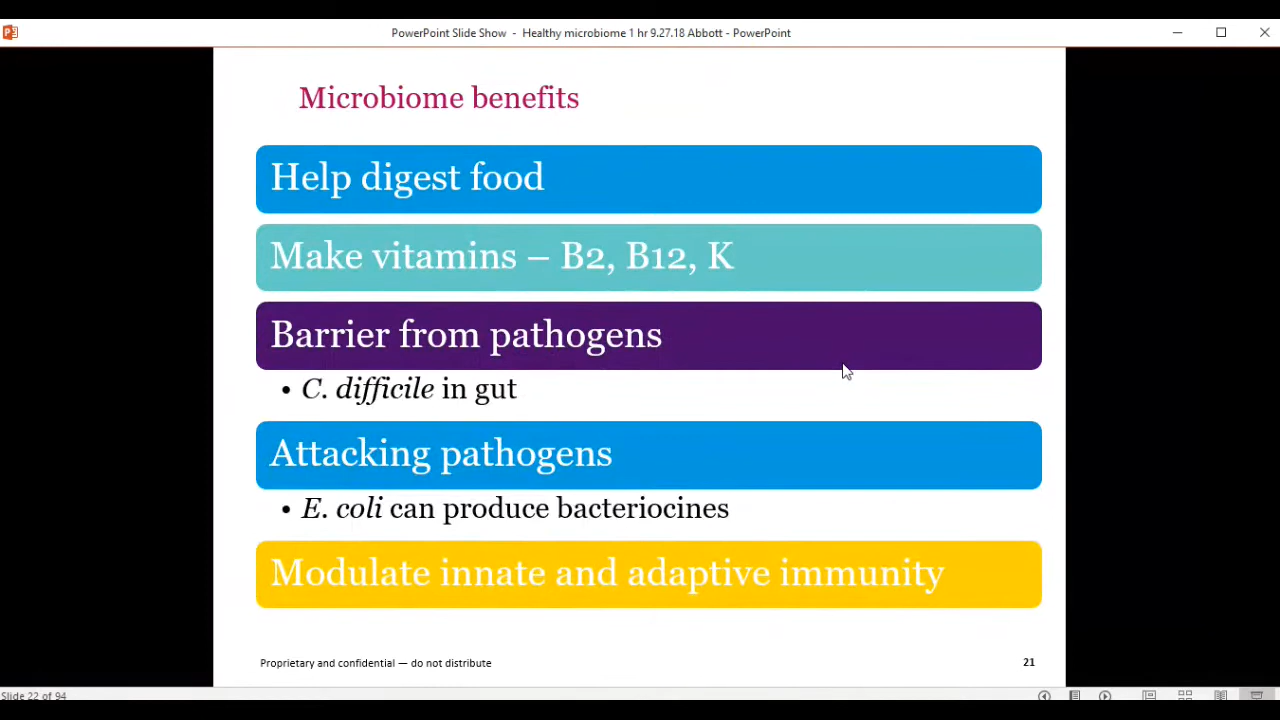 PowerPoint Slide Show - Healthy microbiome 1 hr 9.27.18 Abbott - PowerPoint
Microbiome benefits
Help digest food
Make vitamins – B2, B12, K
Barrier from pathogens
• C. difficile in gut
Attacking pathogens
• E. coli can produce bacteriocines
Modulate innate and adaptive immunity
Proprietary and confidential — do not distribute
21
Slide 22 of 94